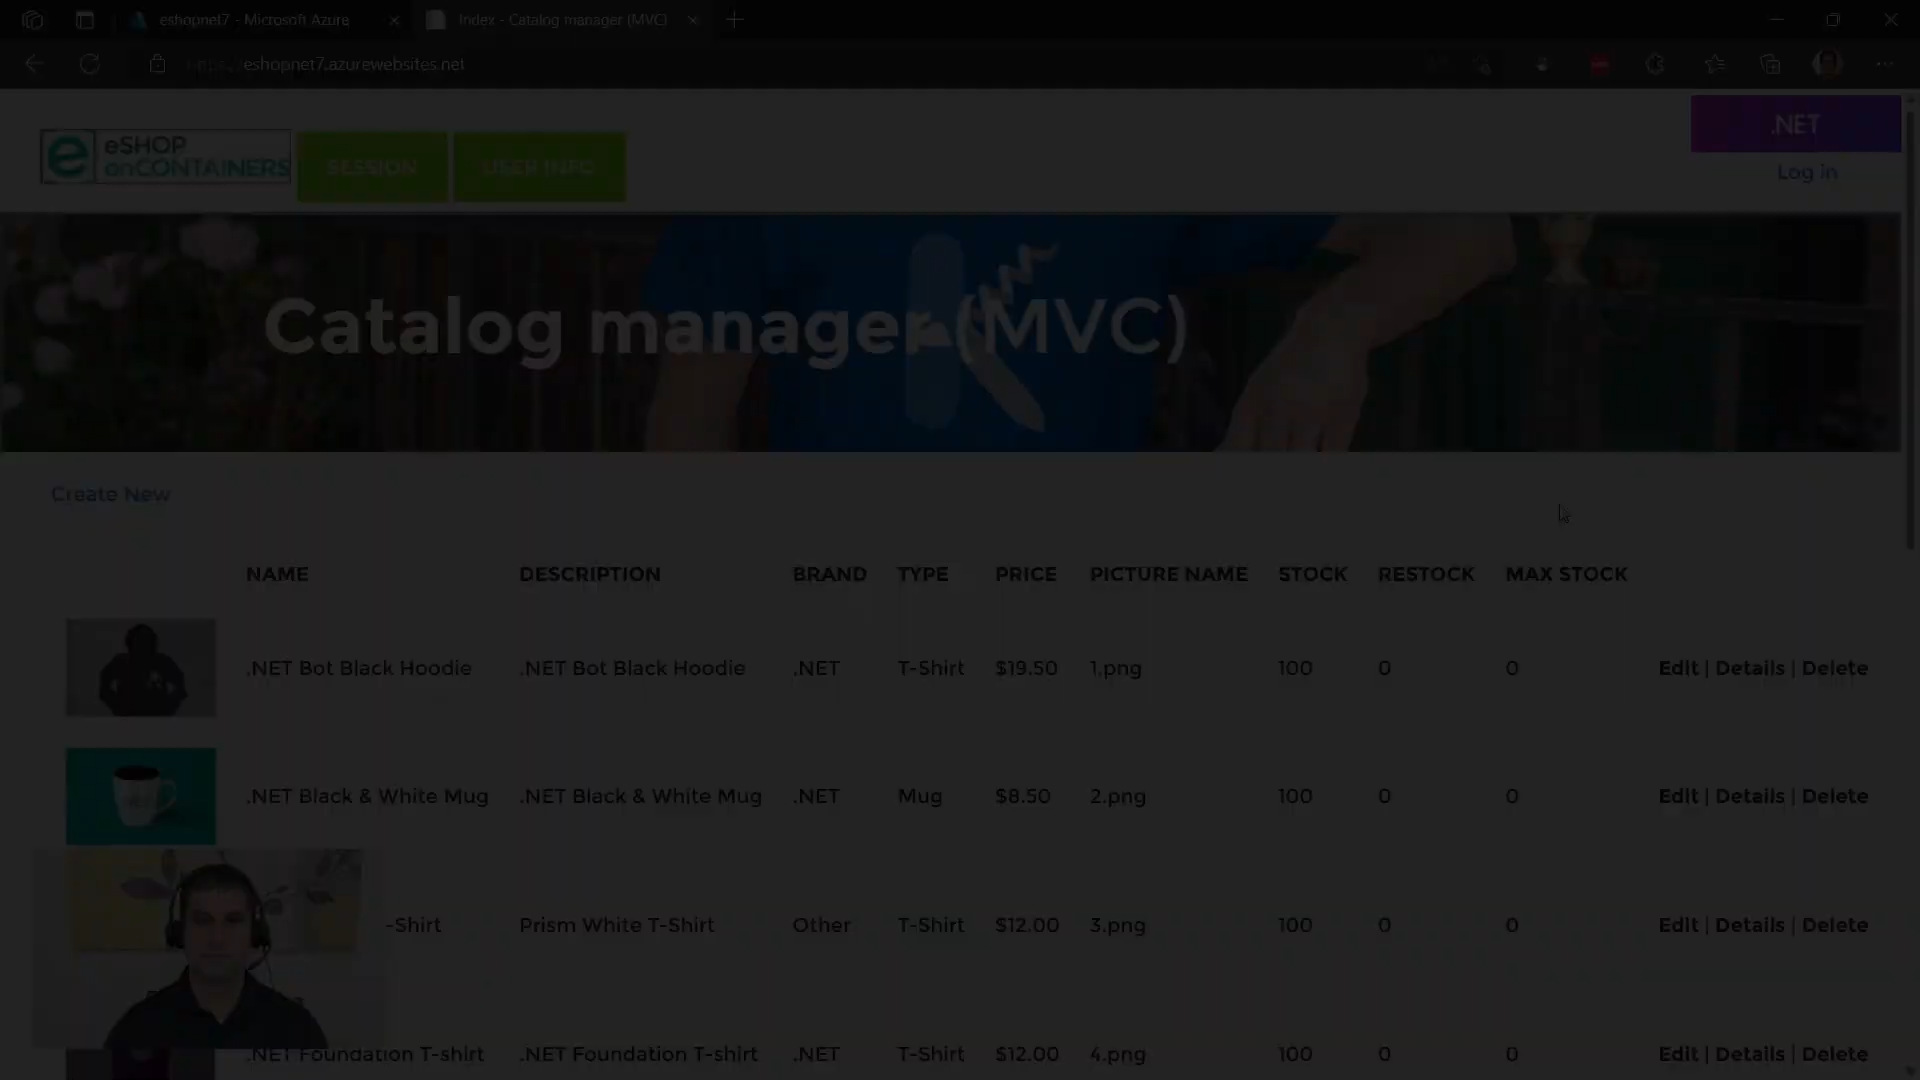 eshopnet7 - Microsoft Azure
Index - Catalog manager (MVC)
https://eshopnet7.azurewebsites.net
.NET
eSHOP
onCONTAINERS
SESSION
USER INFO
Log in
Catalog manager (MVC)
Create New
NAME DESCRIPTION BRAND TYPE PRICE PICTURE NAME STOCK RESTOCK MAX STOCK
.NET Bot Black Hoodie .NET Bot Black Hoodie .NET T-Shirt $19.50 1.png 100 0 0 Edit | Details | Delete
.NET Black & White Mug .NET Black & White Mug .NET Mug $8.50 2.png 100 0 0 Edit | Details | Delete
-Shirt Prism White T-Shirt Other T-Shirt $12.00 3.png 100 0 0 Edit | Details | Delete
.NET Foundation T-shirt .NET Foundation T-shirt .NET T-Shirt $12.00 4.png 100 0 0 Edit | Details | Delete